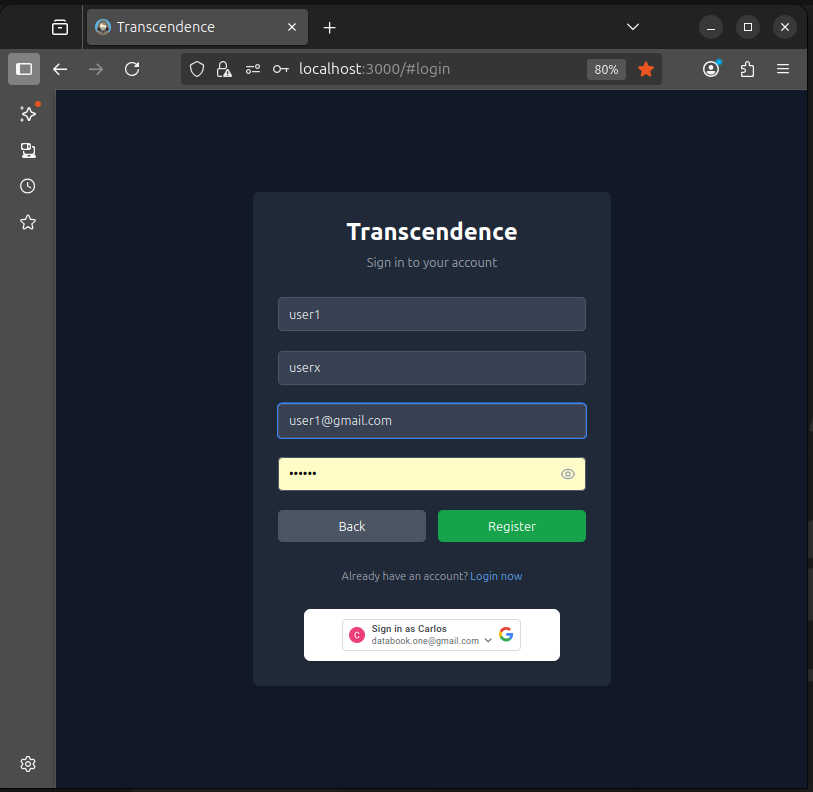 Transcendence
localhost:3000/#login
80%
Transcendence
Sign in to your account
user1
userx
user1@gmail.com
••••••
Back
Register
Already have an account? Login now
C
Sign in as Carlos
databook.one@gmail.com